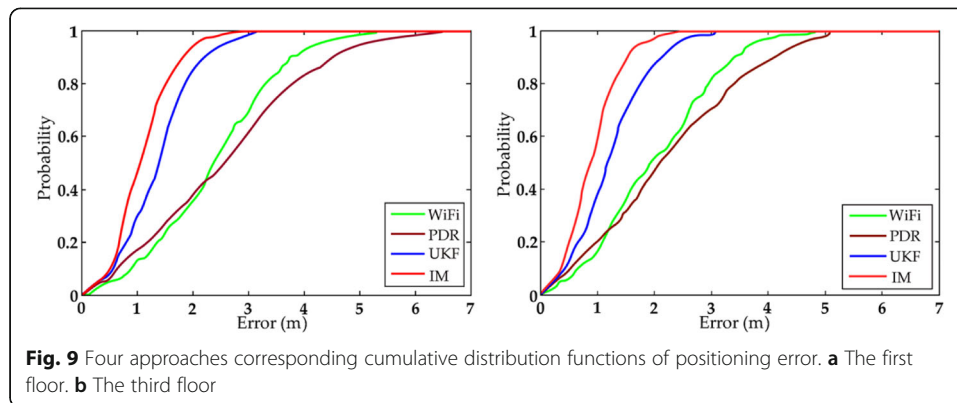 1
0.8
0.6
0.4
0.2
0
Probability
0 1 2 3 4 5 6 7
Error (m)
WiFi
PDR
UKF
IM
1
0.8
0.6
0.4
0.2
0
Probability
0 1 2 3 4 5 6 7
Error (m)
WiFi
PDR
UKF
IM
Fig. 9 Four approaches corresponding cumulative distribution functions of positioning error. a The first
floor. b The third floor